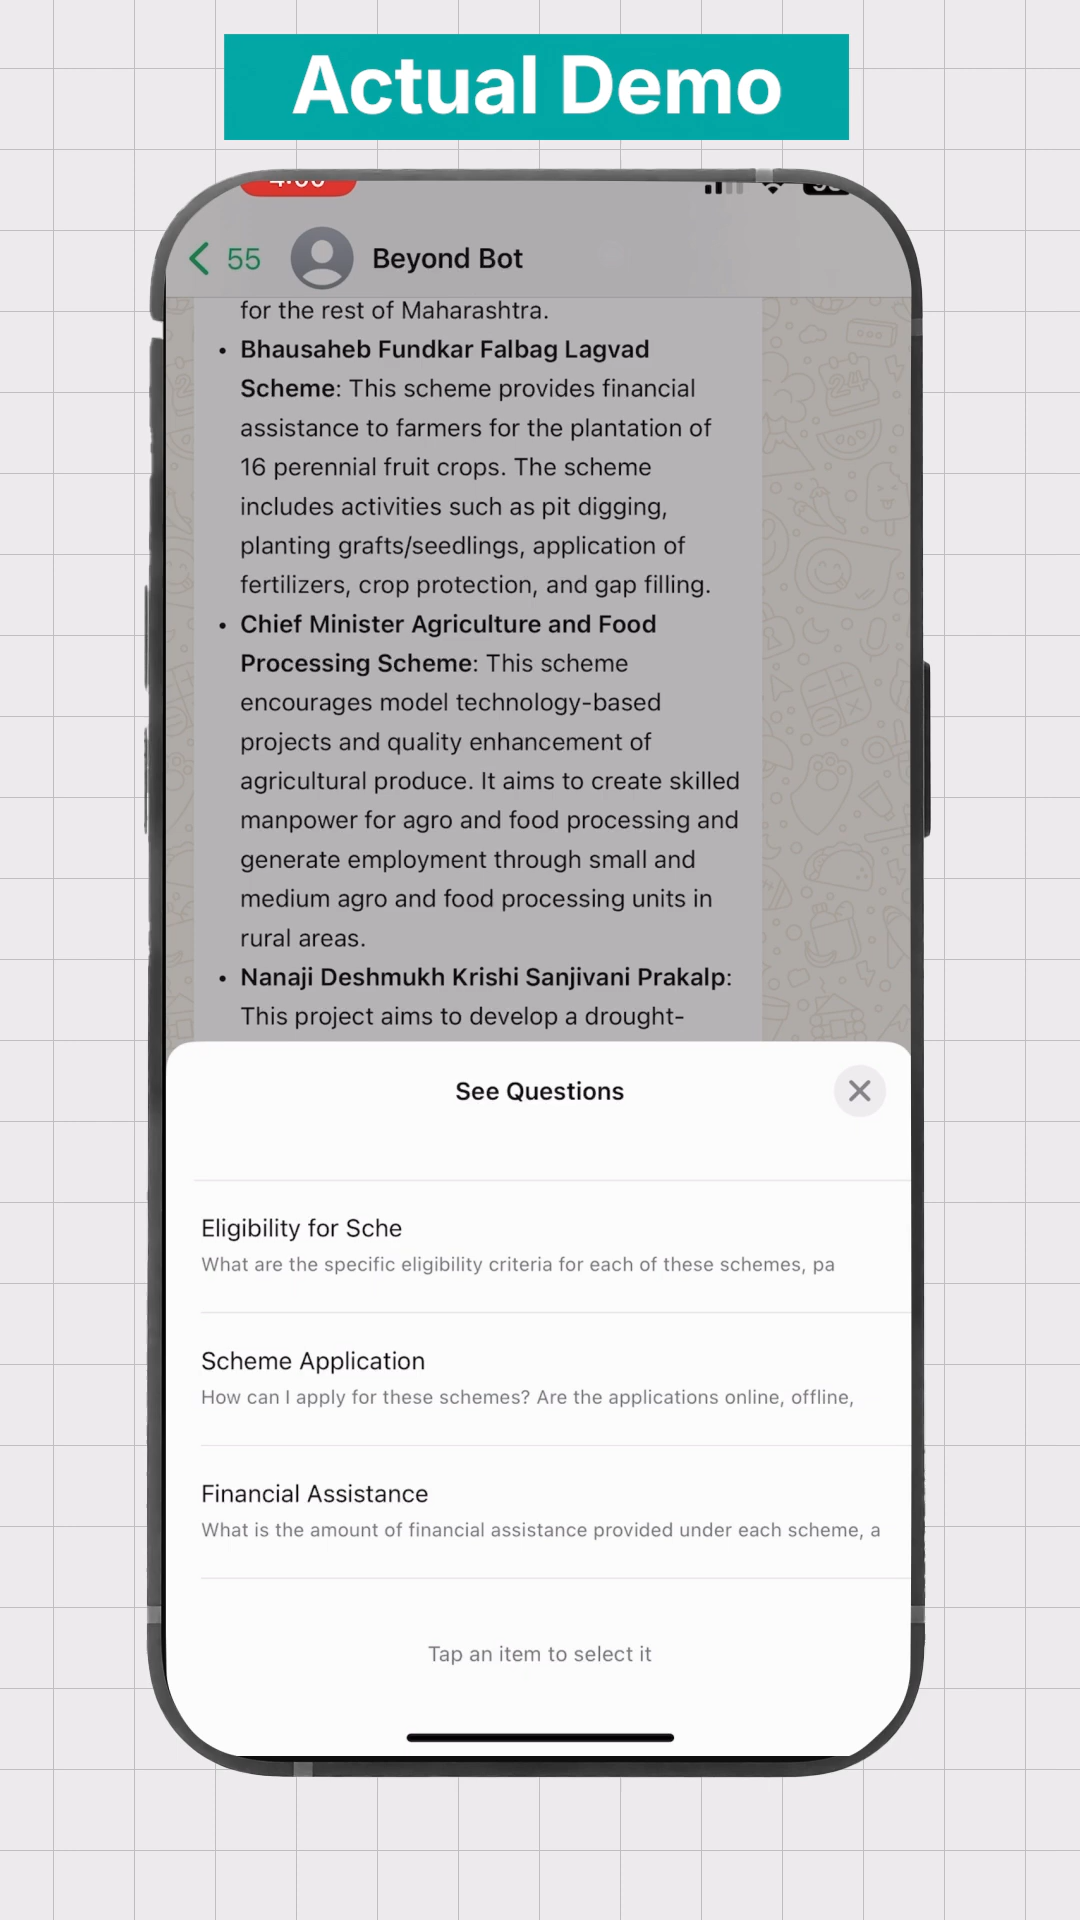 Actual Demo
55
Beyond Bot
for the rest of Maharashtra.
• Bhausaheb Fundkar Falbag Lagvad
Scheme: This scheme provides financial
assistance to farmers for the plantation of
16 perennial fruit crops. The scheme
includes activities such as pit digging,
planting grafts/seedlings, application of
fertilizers, crop protection, and gap filling.
• Chief Minister Agriculture and Food
Processing Scheme: This scheme
encourages model technology-based
projects and quality enhancement of
agricultural produce. It aims to create skilled
manpower for agro and food processing and
generate employment through small and
medium agro and food processing units in
rural areas.
• Nanaji Deshmukh Krishi Sanjivani Prakalp:
This project aims to develop a drought-
See Questions
Eligibility for Sche
What are the specific eligibility criteria for each of these schemes, pa
Scheme Application
How can I apply for these schemes? Are the applications online, offline,
Financial Assistance
What is the amount of financial assistance provided under each scheme, a
Tap an item to select it